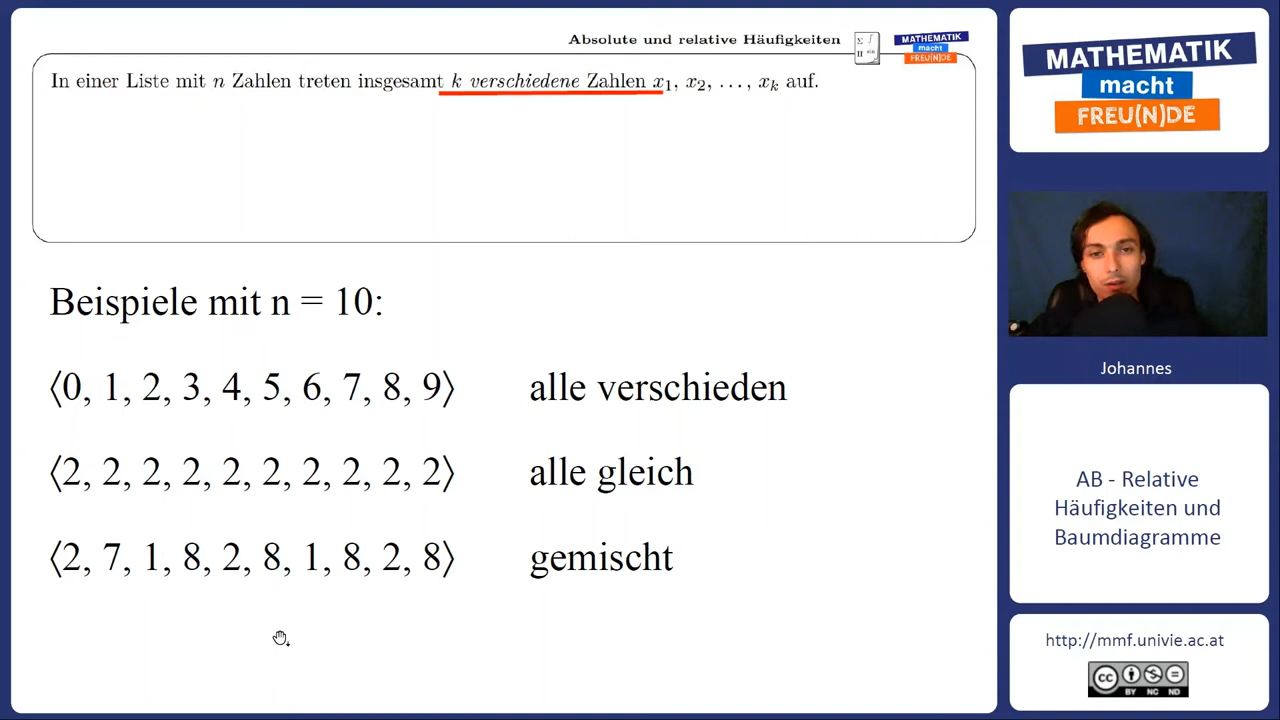 Absolute und relative Häufigkeiten
MATHEMATIK
macht
FREU(N)DE
In einer Liste mit n Zahlen treten insgesamt k verschiedene Zahlen x₁, x₂, …, xₖ auf.
Beispiele mit n = 10:
⟨0, 1, 2, 3, 4, 5, 6, 7, 8, 9⟩ alle verschieden
⟨2, 2, 2, 2, 2, 2, 2, 2, 2, 2⟩ alle gleich
⟨2, 7, 1, 8, 2, 8, 1, 8, 2, 8⟩ gemischt
MATHEMATIK
macht
FREU(N)DE
Johannes
AB - Relative
Häufigkeiten und
Baumdiagramme
http://mmf.univie.ac.at
CC
BY NC ND